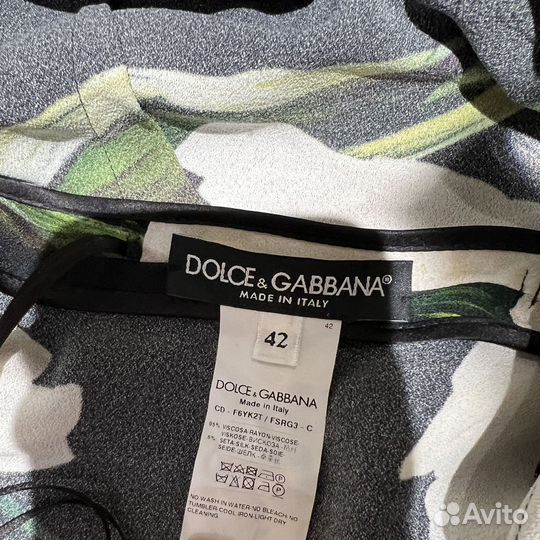 DOLCE & GABBANA®
MADE IN ITALY
42
42
DOLCE & GABBANA
Made in Italy
CD - F6YK2T / FSRG3 - C
VISCOSA-RAYON-VISCOSE-
VISKOSE-ВИСКОЗА-
SETA-SILK-SEDA-SOIE-
SEIDE-ШЕЛК-
NO WASH IN WATER-NO BLEACH-NO
TUMBLER-COOL IRON-LIGHT DRY
CLEANING
Avito